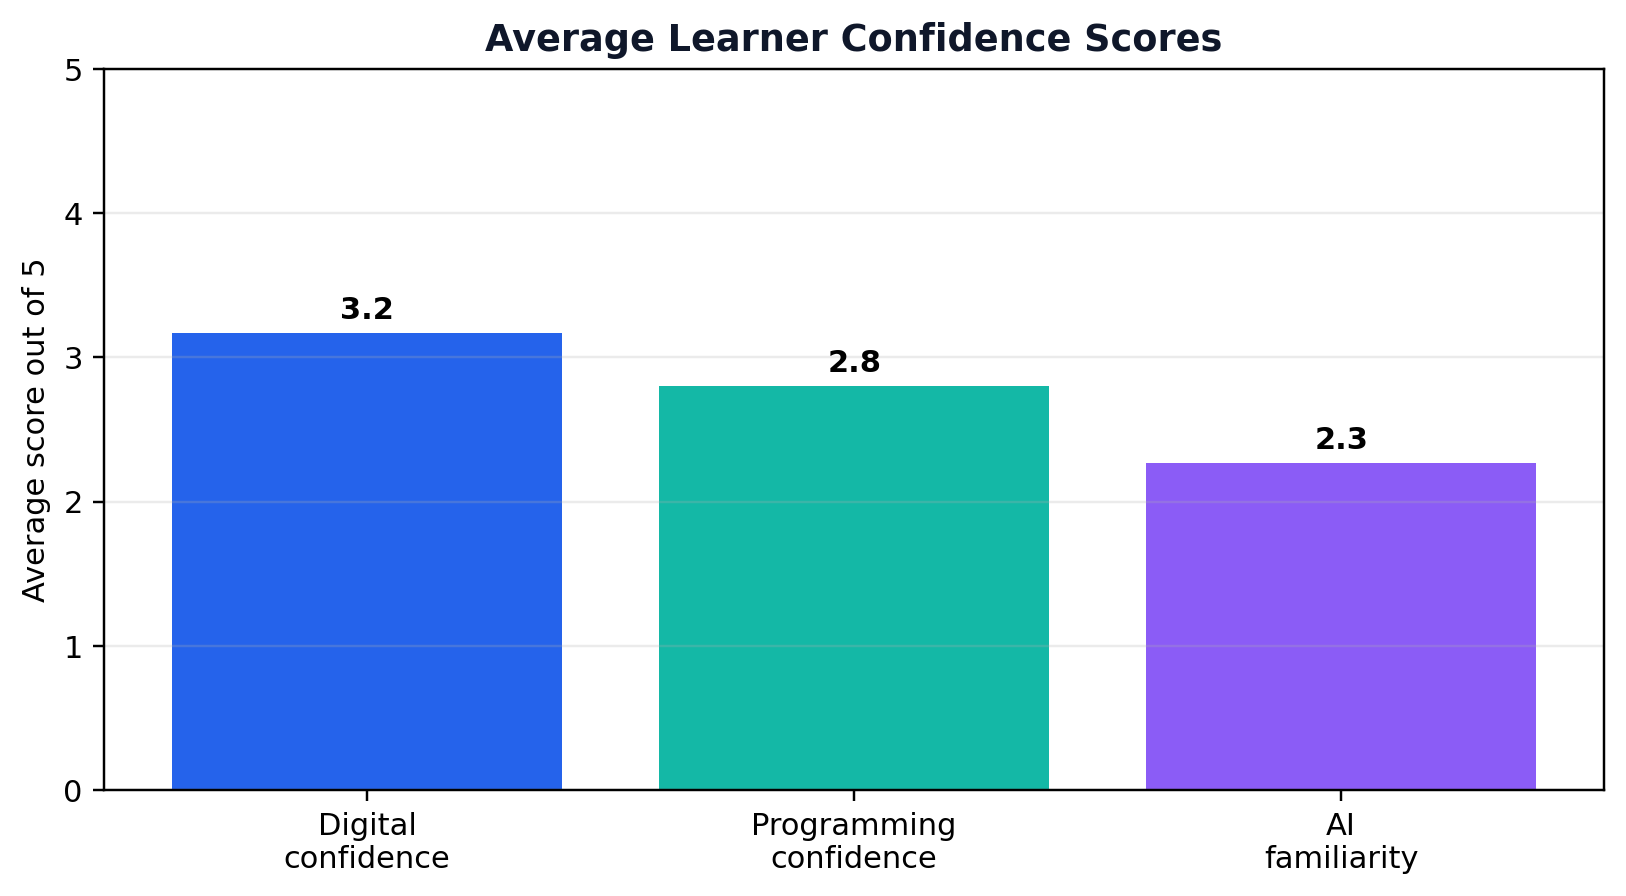 Average Learner Confidence Scores
Average score out of 5
5
4
3
2
1
0
3.2
2.8
2.3
Digital
confidence
Programming
confidence
AI
familiarity